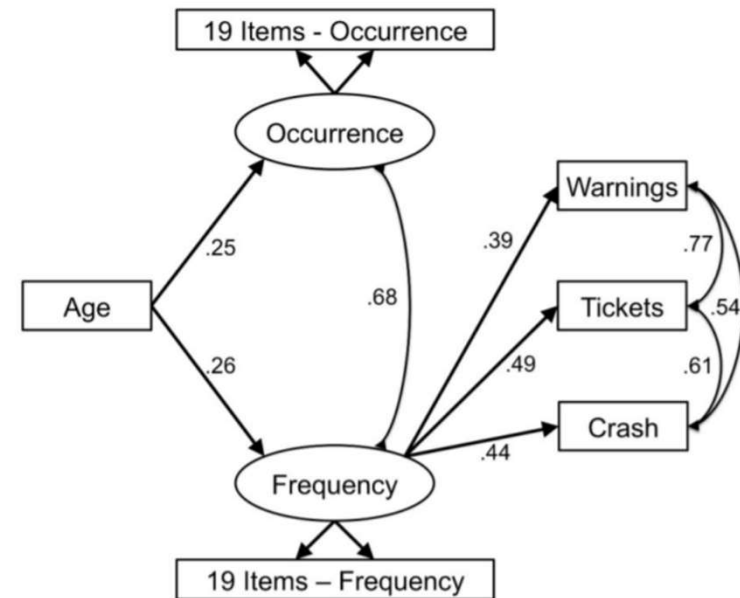 19 Items - Occurrence
Occurrence
Warnings
.39
.77
.25
.68
Age
Tickets
.54
.26
.49
.61
Crash
.44
Frequency
19 Items – Frequency